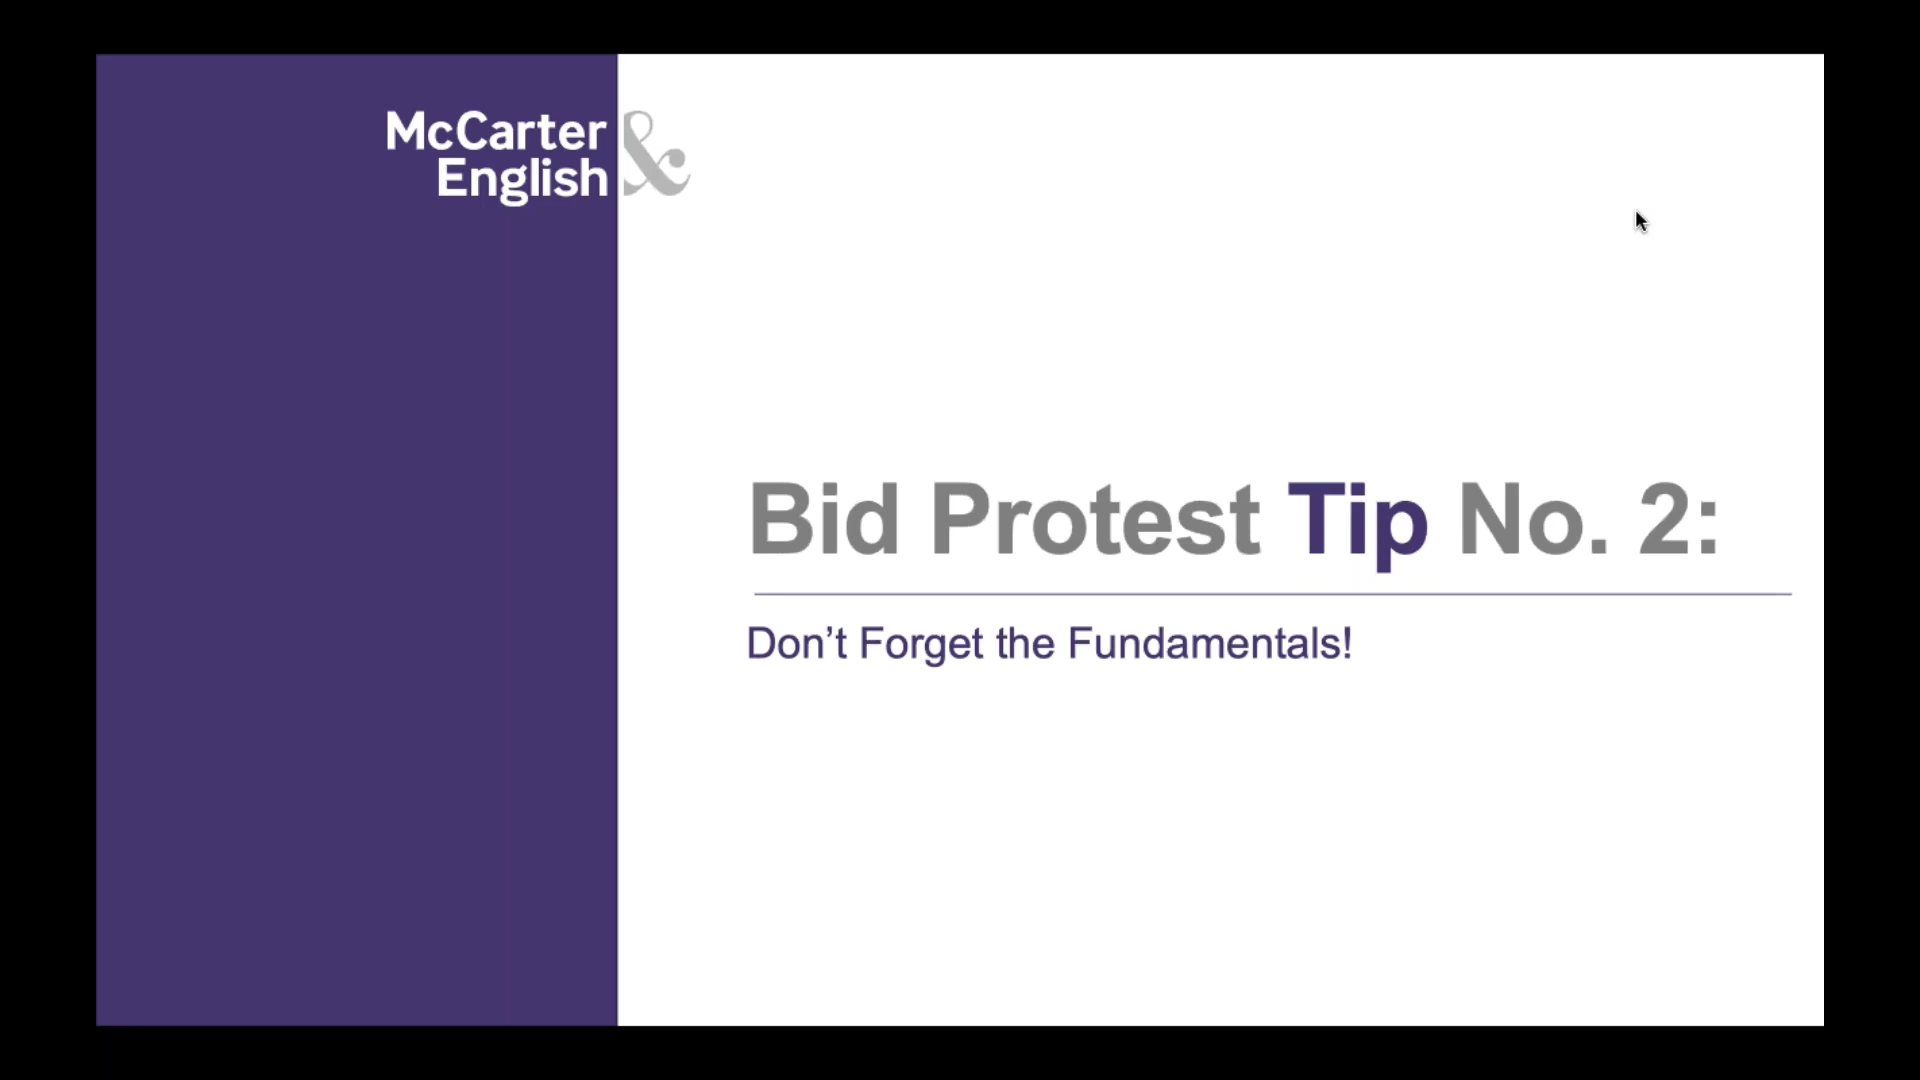 McCarter
English &
Bid Protest Tip No. 2:
Don’t Forget the Fundamentals!